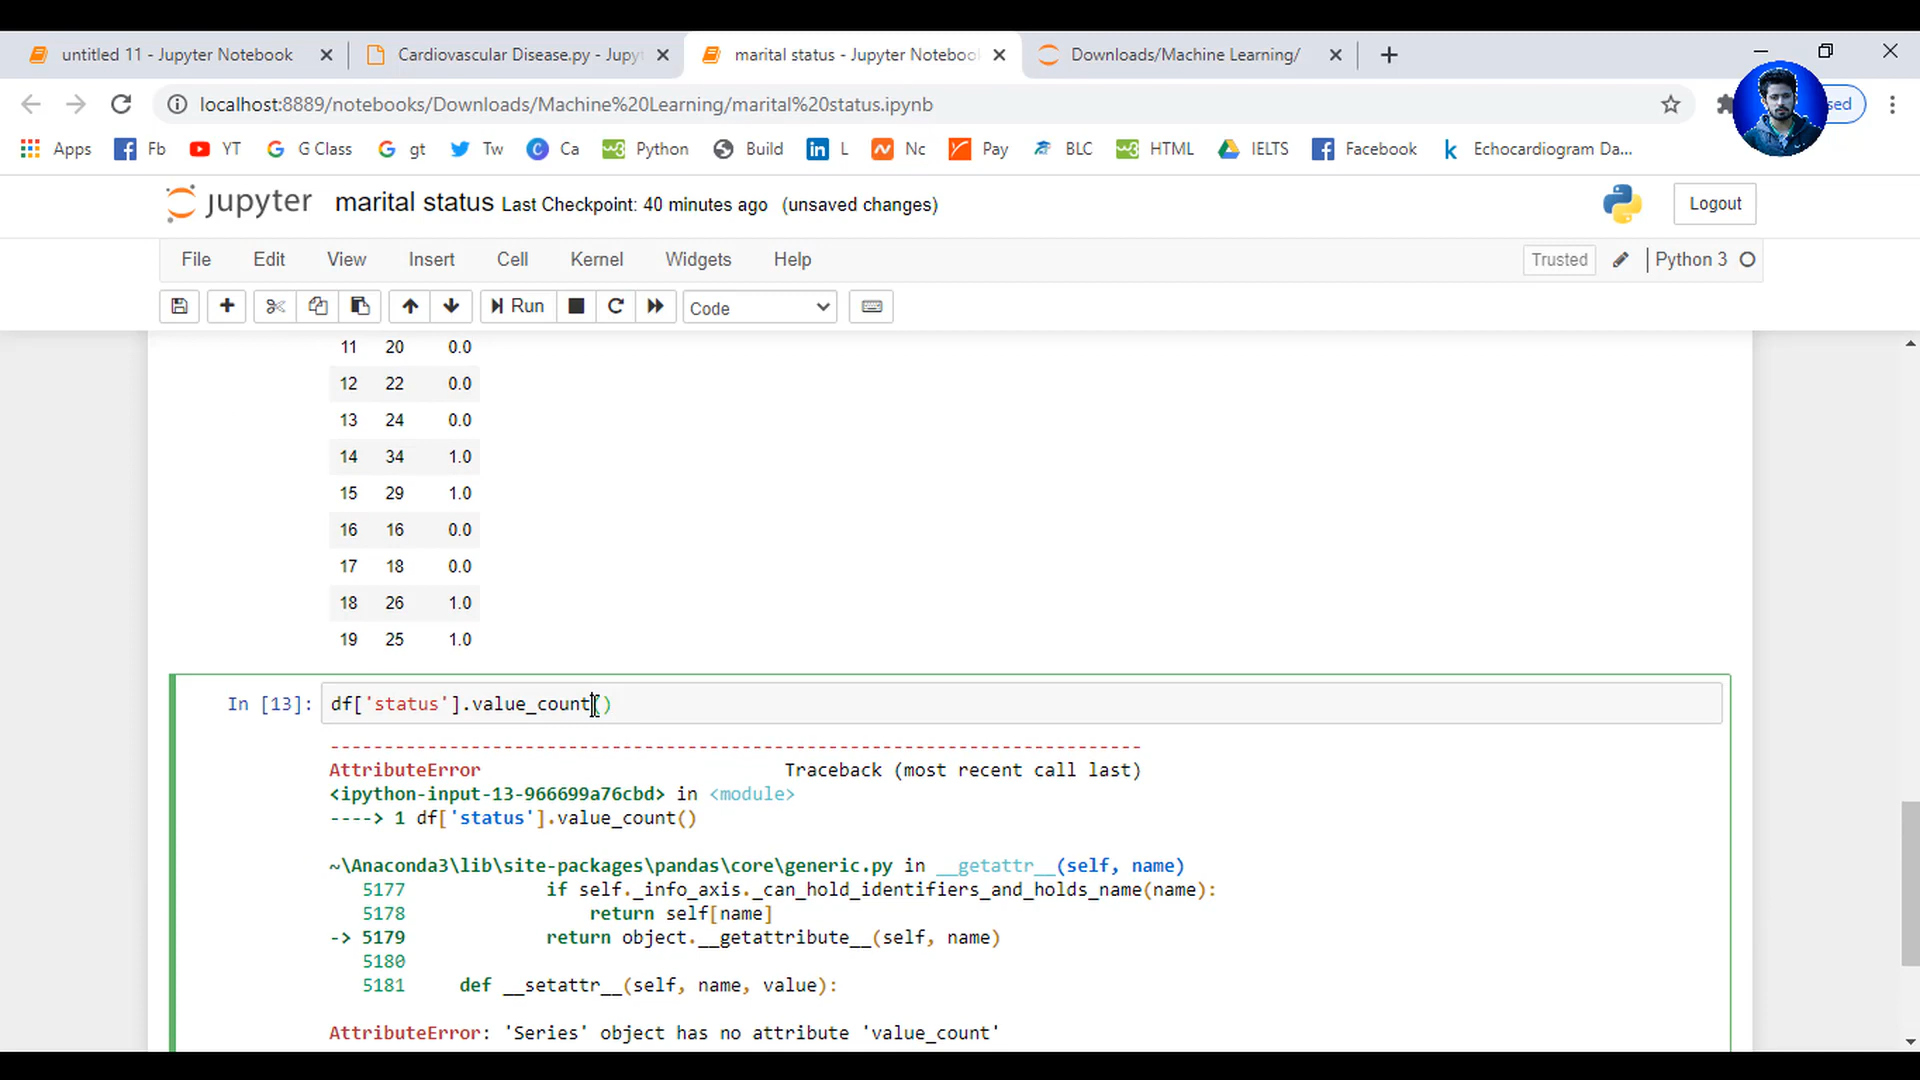 untitled 11 - Jupyter Notebook
Cardiovascular Disease.py - Jupyt
marital status - Jupyter Notebook
Downloads/Machine Learning/
localhost:8889/notebooks/Downloads/Machine%20Learning/marital%20status.ipynb
sed
Apps Fb YT G Class gt Tw Ca Python Build L Nc Pay BLC HTML IELTS Facebook Echocardiogram Da...
jupyter marital status Last Checkpoint: 40 minutes ago (unsaved changes)
Logout
File Edit View Insert Cell Kernel Widgets Help
Trusted Python 3
Run Code
11 20 0.0
12 22 0.0
13 24 0.0
14 34 1.0
15 29 1.0
16 16 0.0
17 18 0.0
18 26 1.0
19 25 1.0
In [13]: df['status'].value_count()
---------------------------------------------------------------------------
AttributeError Traceback (most recent call last)
<ipython-input-13-966699a76cbd> in <module>
----> 1 df['status'].value_count()
~\Anaconda3\lib\site-packages\pandas\core\generic.py in __getattr__(self, name)
5177 if self._info_axis._can_hold_identifiers_and_holds_name(name):
5178 return self[name]
-> 5179 return object.__getattribute__(self, name)
5180
5181 def __setattr__(self, name, value):
AttributeError: 'Series' object has no attribute 'value_count'